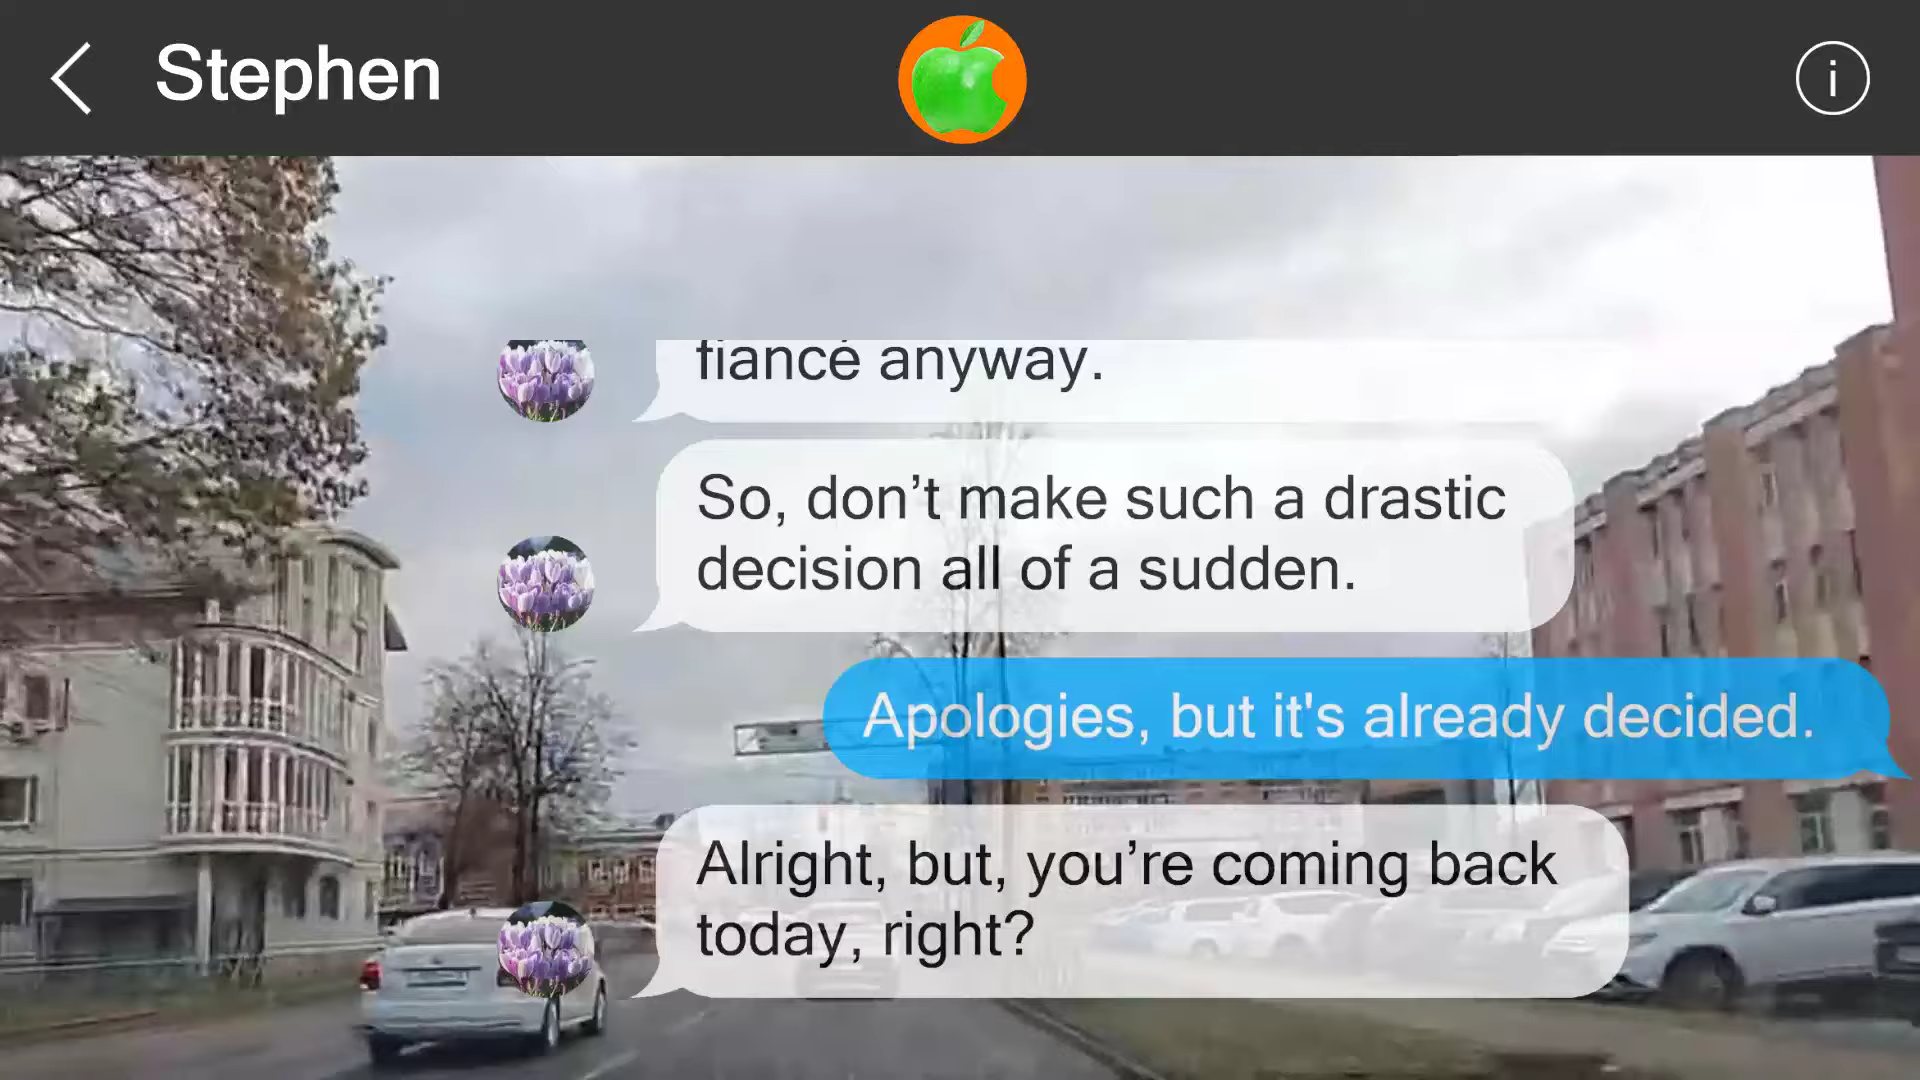 Stephen
i
fiancé anyway.
So, don’t make such a drastic
decision all of a sudden.
Apologies, but it's already decided.
Alright, but, you’re coming back
today, right?